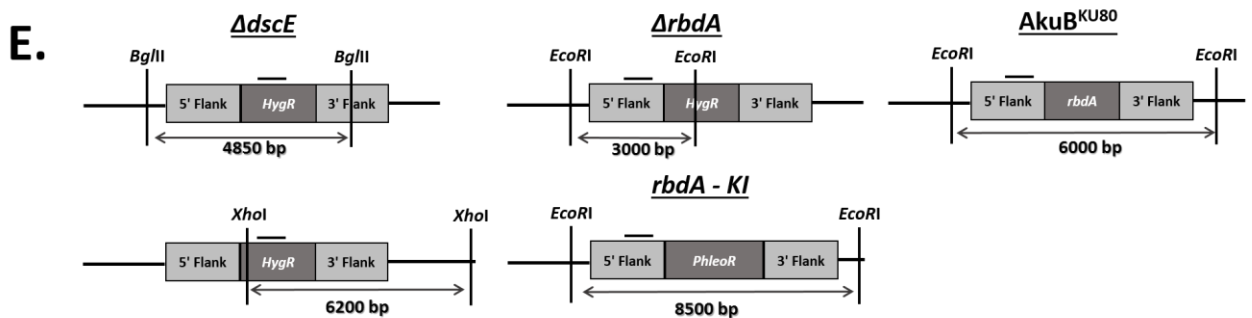 E.
ΔdscE
BglII
BglII
5' Flank
HygR
3' Flank
4850 bp
ΔrbdA
EcoRI
EcoRI
5' Flank
HygR
3' Flank
3000 bp
AkuB^KU80
EcoRI
EcoRI
5' Flank
rbdA
3' Flank
6000 bp
XhoI
XhoI
5' Flank
HygR
3' Flank
6200 bp
rbdA - KI
EcoRI
EcoRI
5' Flank
PhleoR
3' Flank
8500 bp